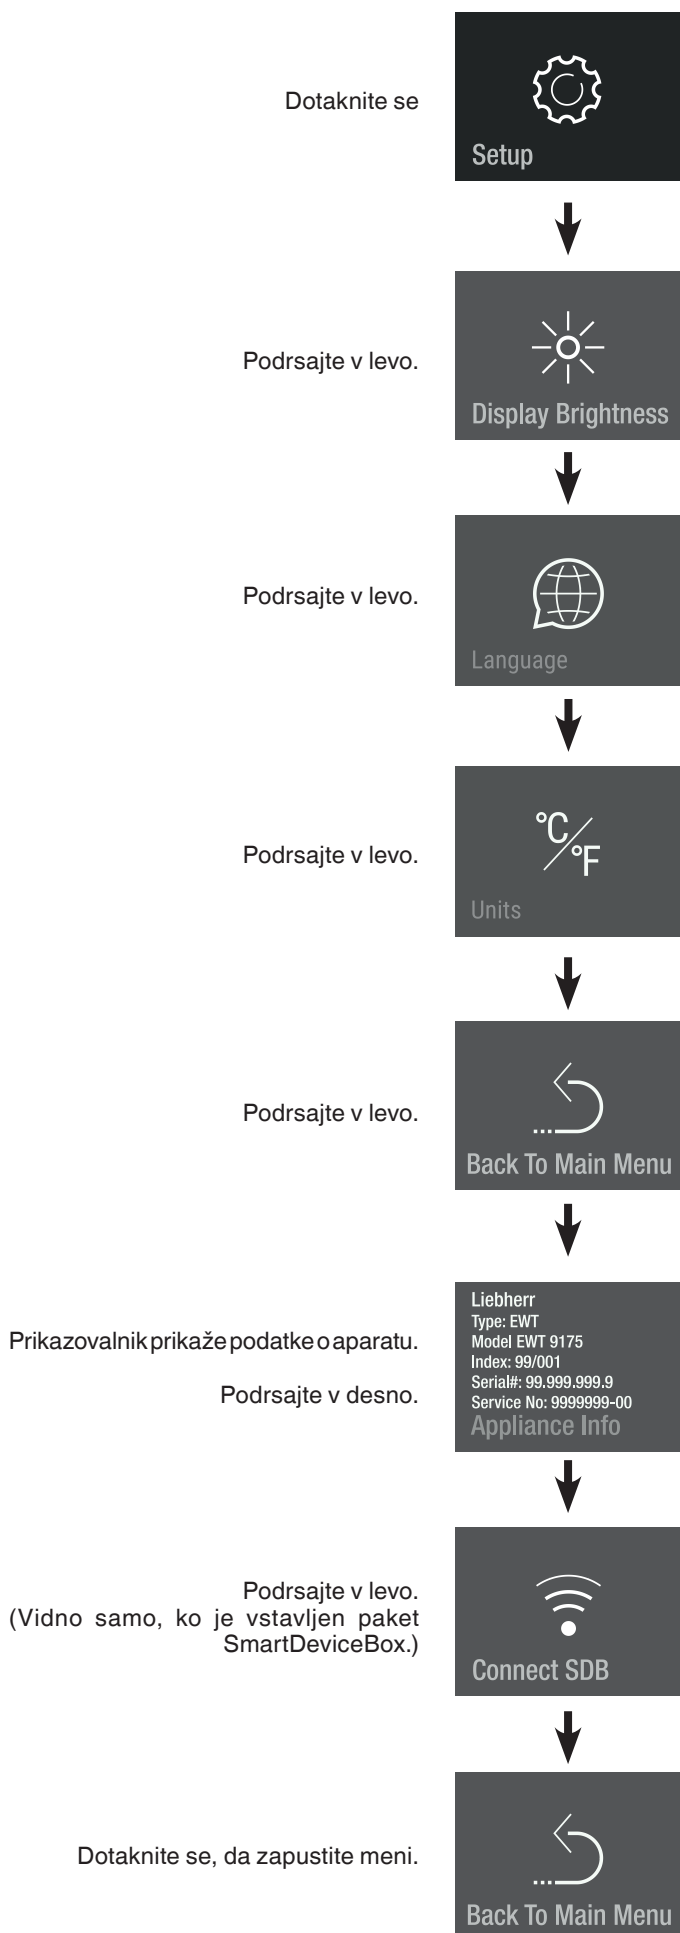 Dotaknite se
Setup
Podrsajte v levo.
Display Brightness
Podrsajte v levo.
Language
Podrsajte v levo.
°C/°F
Units
Podrsajte v levo.
Back To Main Menu
Prikazovalnik prikaže podatke o aparatu.
Podrsajte v desno.
Liebherr
Type: EWT
Model EWT 9175
Index: 99/001
Serial#: 99.999.999.9
Service No: 9999999-00
Appliance Info
Podrsajte v levo.
(Vidno samo, ko je vstavljen paket
SmartDeviceBox.)
Connect SDB
Dotaknite se, da zapustite meni.
Back To Main Menu